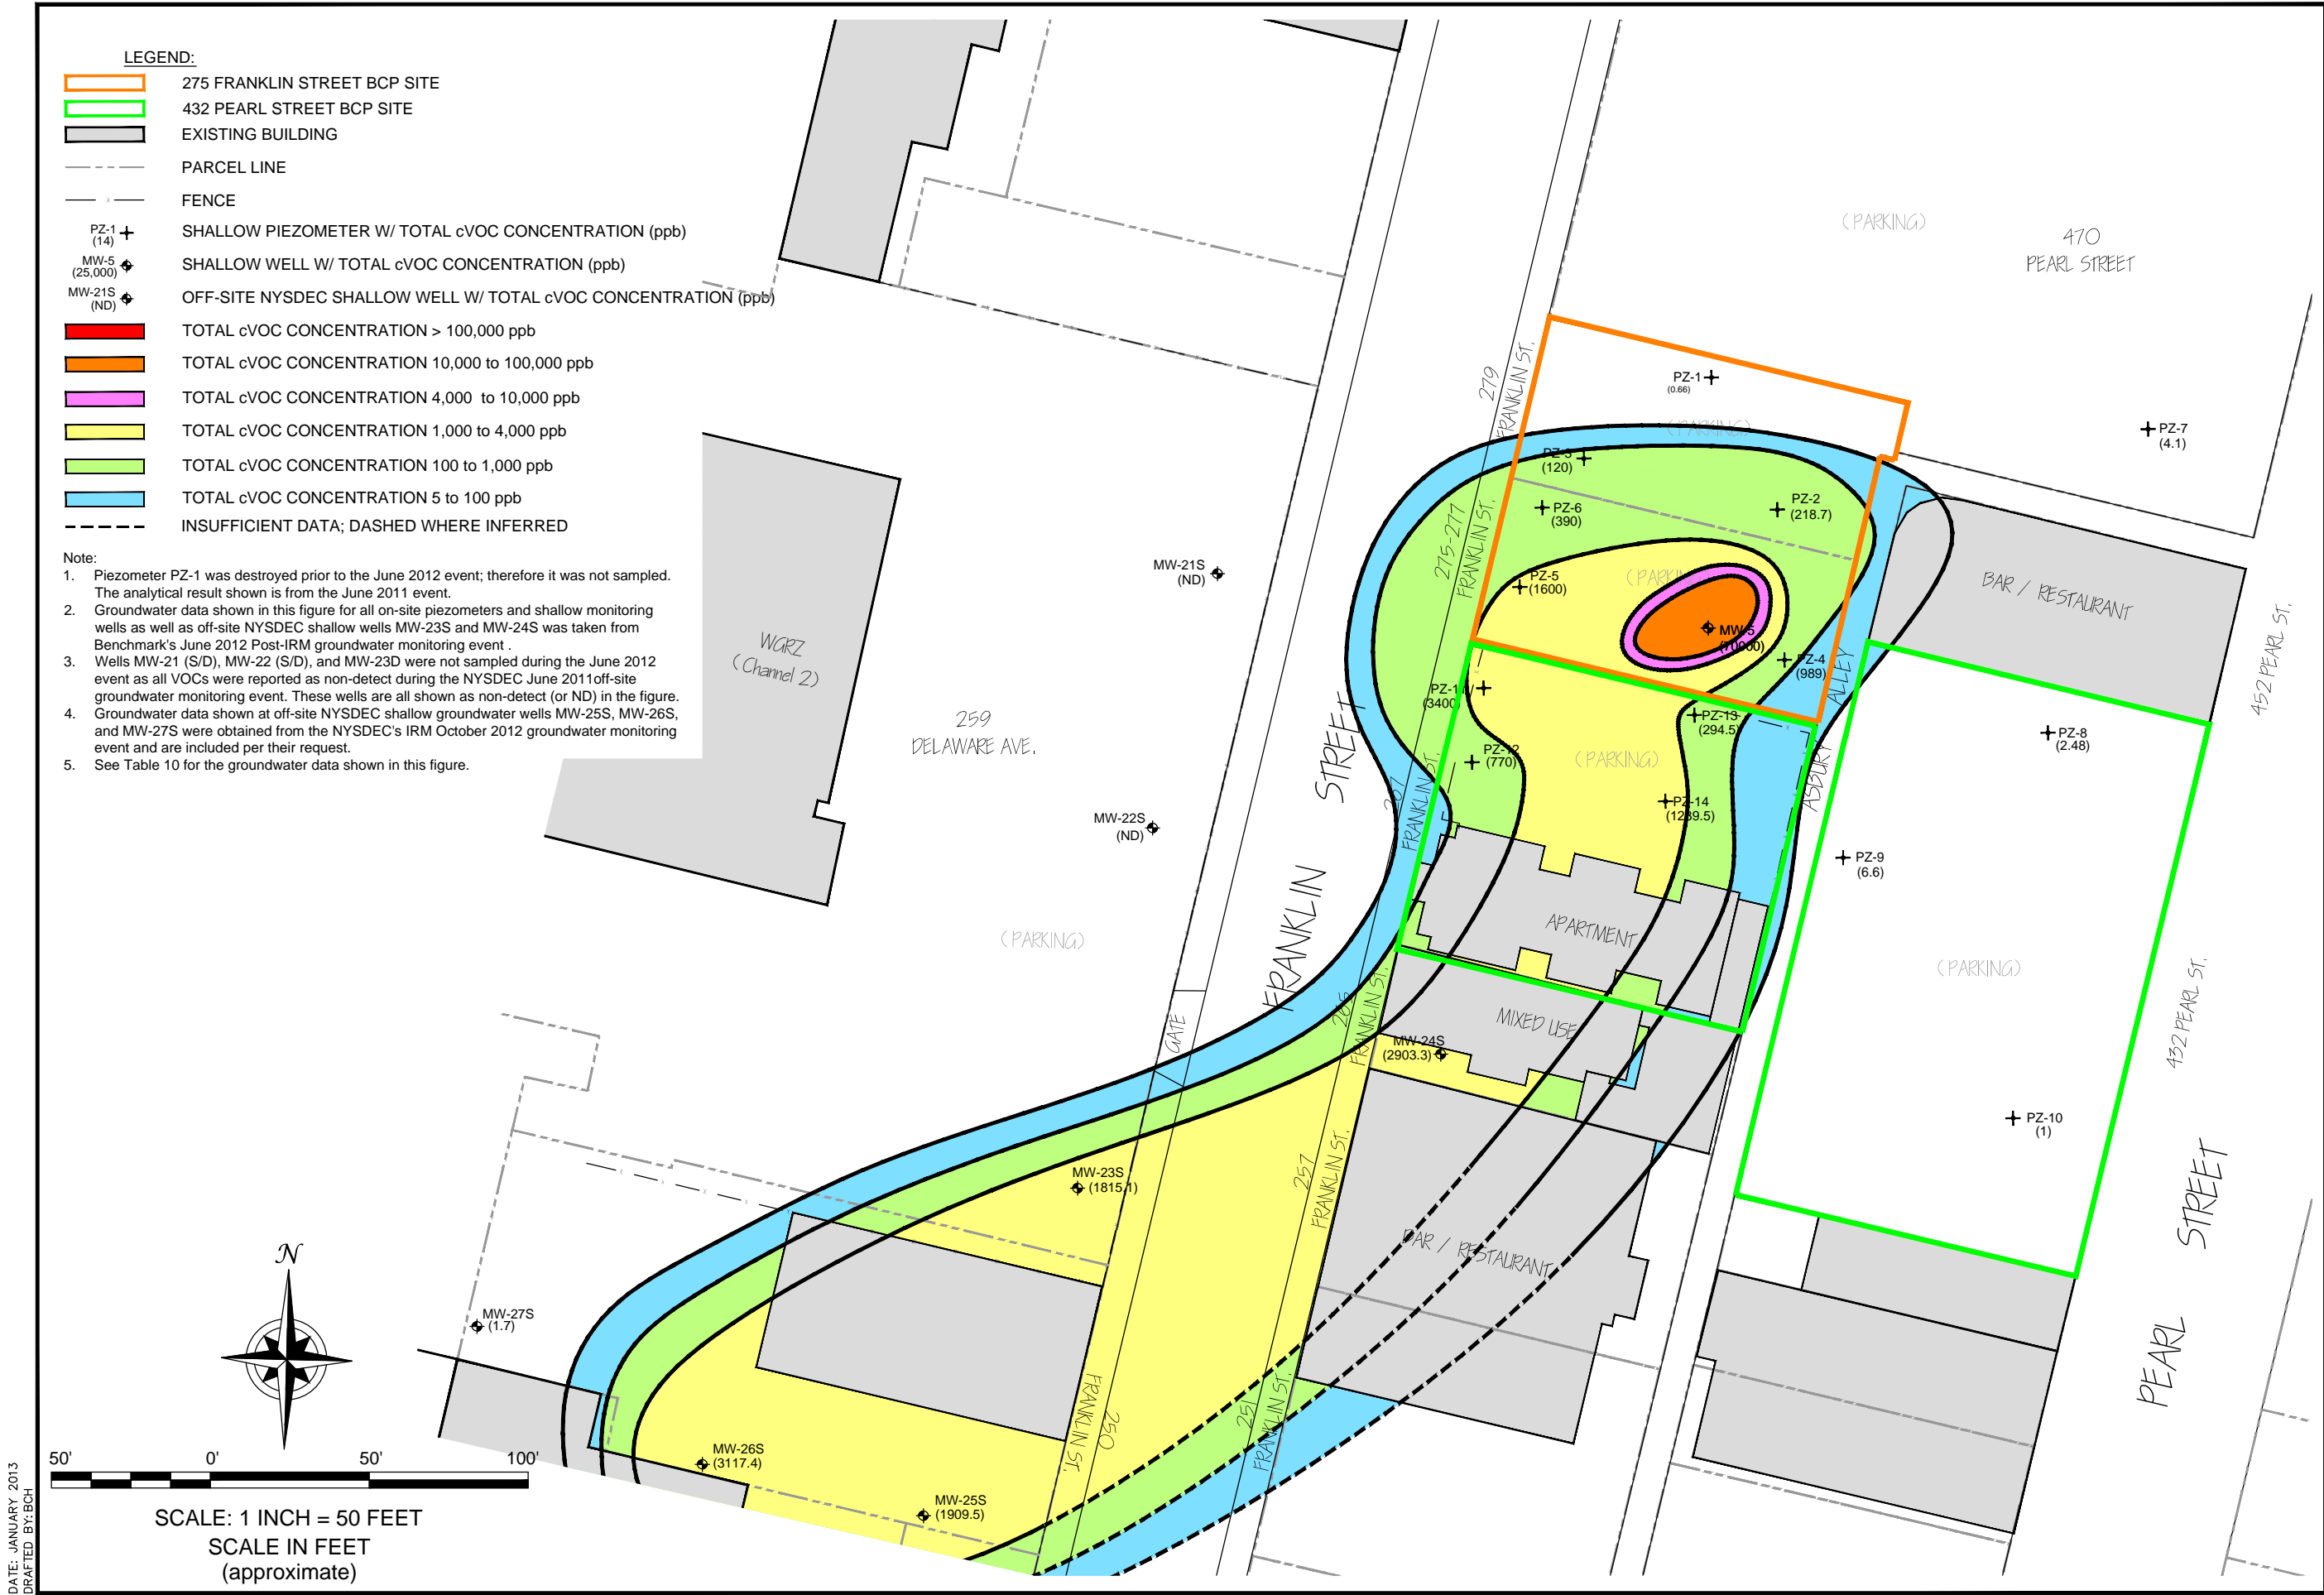 LEGEND:
275 FRANKLIN STREET BCP SITE
432 PEARL STREET BCP SITE
EXISTING BUILDING
PARCEL LINE
FENCE
PZ-1
(14)
SHALLOW PIEZOMETER W/ TOTAL cVOC CONCENTRATION (ppb)
MW-5
(25,000)
SHALLOW WELL W/ TOTAL cVOC CONCENTRATION (ppb)
MW-21S
(ND)
OFF-SITE NYSDEC SHALLOW WELL W/ TOTAL cVOC CONCENTRATION (ppb)
TOTAL cVOC CONCENTRATION > 100,000 ppb
TOTAL cVOC CONCENTRATION 10,000 to 100,000 ppb
TOTAL cVOC CONCENTRATION 4,000 to 10,000 ppb
TOTAL cVOC CONCENTRATION 1,000 to 4,000 ppb
TOTAL cVOC CONCENTRATION 100 to 1,000 ppb
TOTAL cVOC CONCENTRATION 5 to 100 ppb
INSUFFICIENT DATA; DASHED WHERE INFERRED
Note:
1. Piezometer PZ-1 was destroyed prior to the June 2012 event; therefore it was not sampled.
The analytical result shown is from the June 2011 event.
2. Groundwater data shown in this figure for all on-site piezometers and shallow monitoring
wells as well as off-site NYSDEC shallow wells MW-23S and MW-24S was taken from
Benchmark's June 2012 Post-IRM groundwater monitoring event .
3. Wells MW-21 (S/D), MW-22 (S/D), and MW-23D were not sampled during the June 2012
event as all VOCs were reported as non-detect during the NYSDEC June 2011off-site
groundwater monitoring event. These wells are all shown as non-detect (or ND) in the figure.
4. Groundwater data shown at off-site NYSDEC shallow groundwater wells MW-25S, MW-26S,
and MW-27S were obtained from the NYSDEC's IRM October 2012 groundwater monitoring
event and are included per their request.
5. See Table 10 for the groundwater data shown in this figure.
(PARKING)
470
PEARL STREET
279
FRANKLIN ST.
PZ-1
(0.66)
(PARKING)
PZ-7
(4.1)
PZ-3
(120)
PZ-6
(390)
PZ-2
(218.7)
275-277
FRANKLIN ST.
PZ-5
(1600)
(PARKING)
MW-5
(70000)
PZ-4
(989)
BAR / RESTAURANT
452 PEARL ST.
MW-21S
(ND)
WGRZ
(Channel 2)
259
DELAWARE AVE.
PZ-11
(3400)
PZ-13
(294.5)
PZ-12
(770)
(PARKING)
PZ-14
(1289.5)
267
FRANKLIN ST.
ASBURY ALLEY
PZ-8
(2.48)
PZ-9
(6.6)
MW-22S
(ND)
FRANKLIN STREET
(PARKING)
APARTMENT
(PARKING)
432 PEARL ST.
MIXED USE
265
FRANKLIN ST.
GATE
MW-24S
(2903.3)
PZ-10
(1)
MW-23S
(1815.1)
257
FRANKLIN ST.
BAR / RESTAURANT
PEARL STREET
N
MW-27S
(1.7)
250
FRANKLIN ST.
251
FRANKLIN ST.
MW-26S
(3117.4)
MW-25S
(1909.5)
50' 0' 50' 100'
SCALE: 1 INCH = 50 FEET
SCALE IN FEET
(approximate)
DATE: JANUARY 2013
DRAFTED BY: BCH